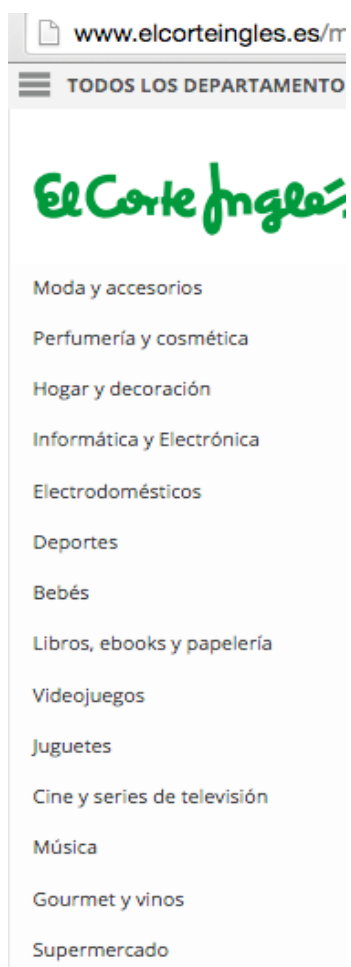 www.elcorteingles.es/m
TODOS LOS DEPARTAMENTO
El Corte Inglés
Moda y accesorios
Perfumería y cosmética
Hogar y decoración
Informática y Electrónica
Electrodomésticos
Deportes
Bebés
Libros, ebooks y papelería
Videojuegos
Juguetes
Cine y series de televisión
Música
Gourmet y vinos
Supermercado